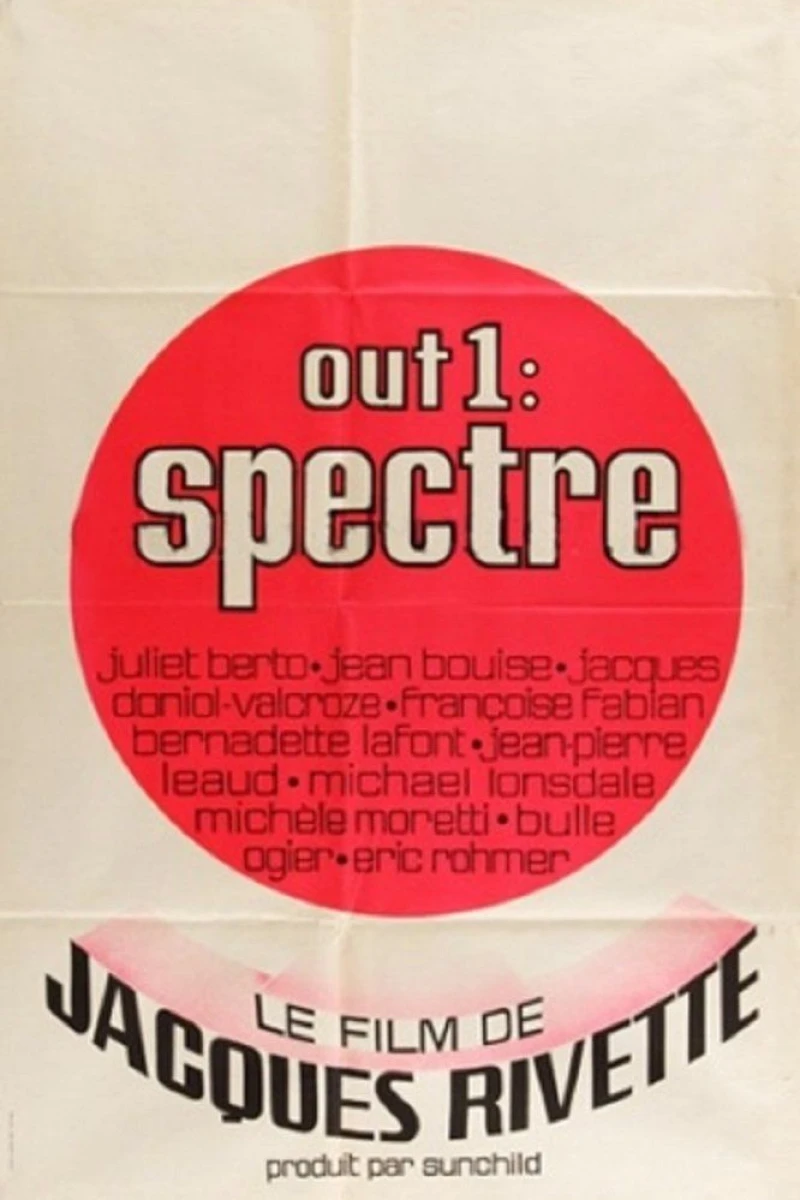 out 1:
spectre
juliet berto • jean bouise • jacques
doniol-valcroze • françoise fabian
bernadette lafont • jean-pierre
leaud • michael lonsdale
michèle moretti • bulle
ogier • eric rohmer
LE FILM DE
JACQUES RIVETTE
produit par sunchild